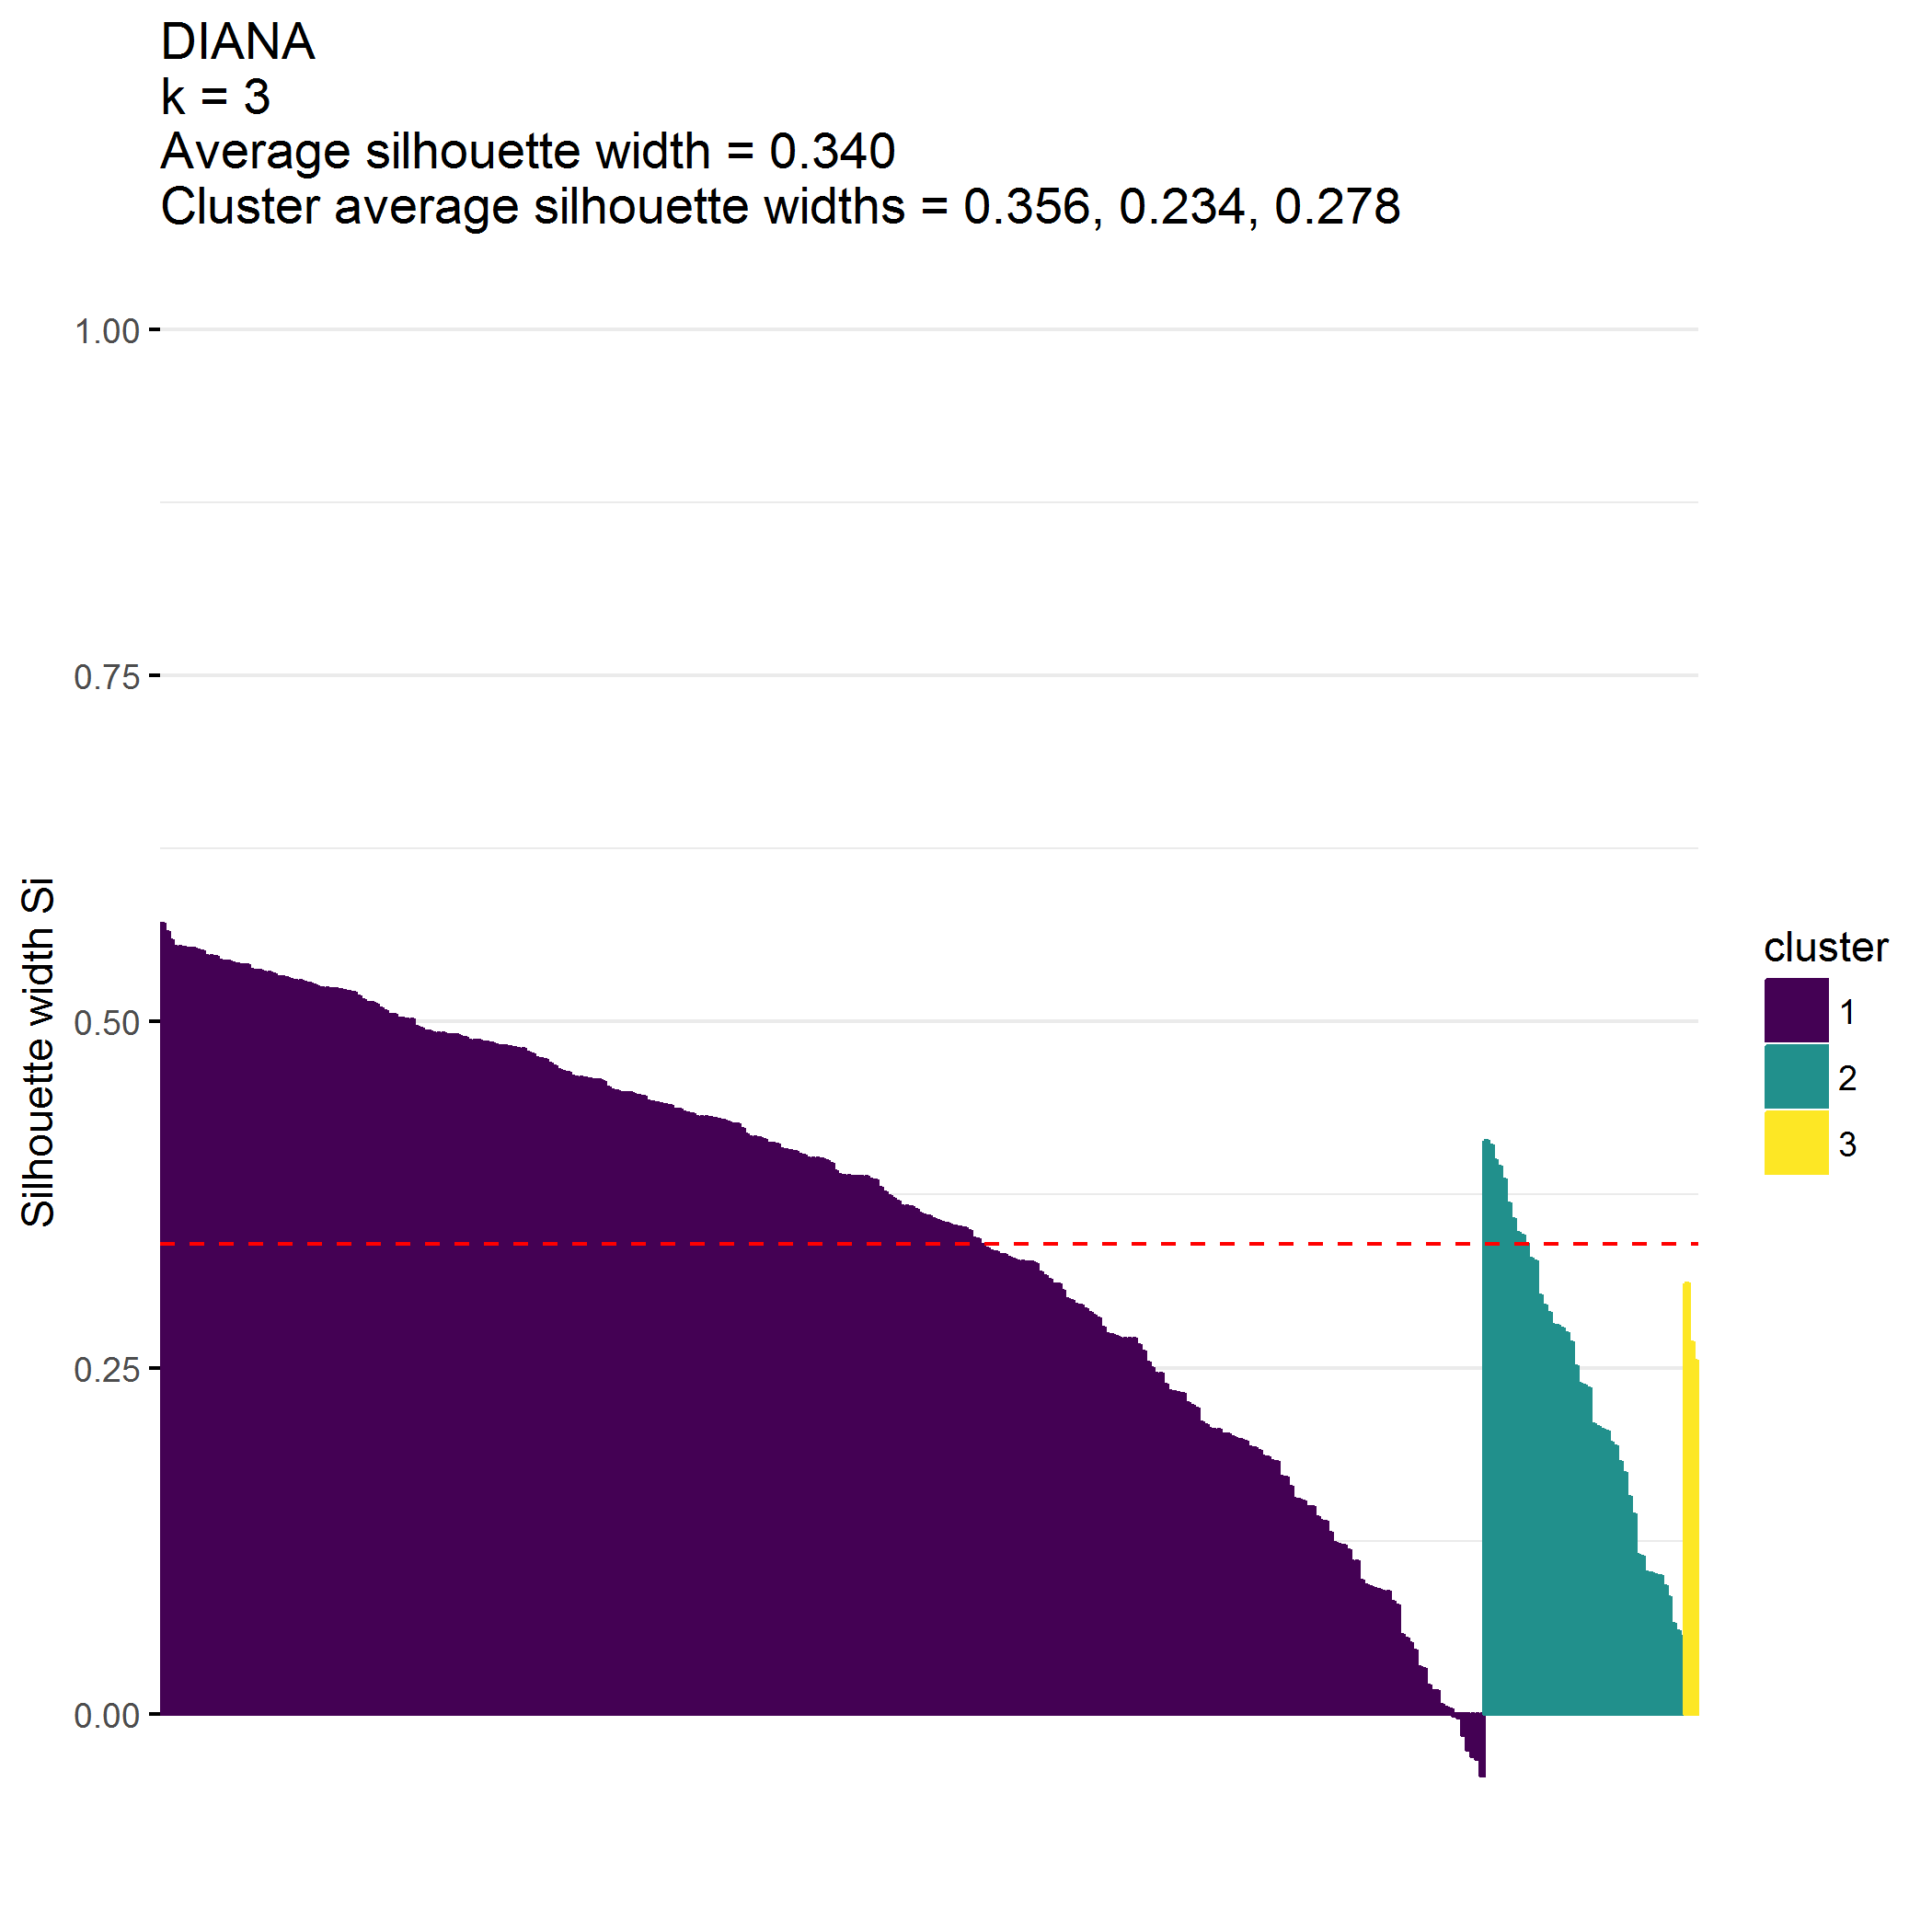 DIANA
k = 3
Average silhouette width = 0.340
Cluster average silhouette widths = 0.356, 0.234, 0.278
1.00
0.75
0.50
0.25
0.00
Silhouette width Si
cluster
1
2
3